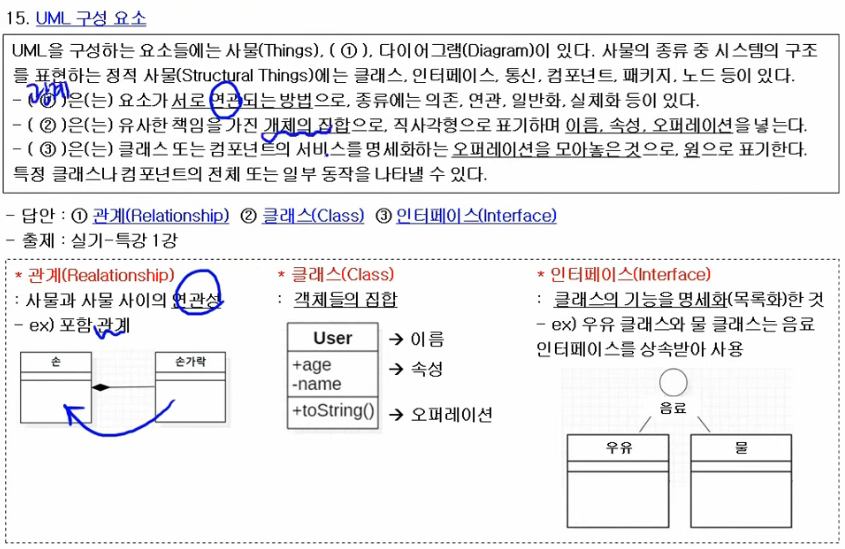 15. UML 구성 요소
UML을 구성하는 요소들에는 사물(Things), ( ① ), 다이어그램(Diagram)이 있다. 사물의 종류 중 시스템의 구조
를 표현하는 정적 사물(Structural Things)에는 클래스, 인터페이스, 통신, 컴포넌트, 패키지, 노드 등이 있다.
관계
- ( ① )은(는) 요소가 서로 연관되는 방법으로, 종류에는 의존, 연관, 일반화, 실체화 등이 있다.
- ( ② )은(는) 유사한 책임을 가진 개체의 집합으로, 직사각형으로 표기하며 이름, 속성, 오퍼레이션을 넣는다.
- ( ③ )은(는) 클래스 또는 컴포넌트의 서비스를 명세화하는 오퍼레이션을 모아놓은 것으로, 원으로 표기한다.
특정 클래스나 컴포넌트의 전체 또는 일부 동작을 나타낼 수 있다.
- 답안 : ① 관계(Relationship) ② 클래스(Class) ③ 인터페이스(Interface)
- 출제 : 실기-특강 1강
* 관계(Realationship)
: 사물과 사물 사이의 연관성
- ex) 포함 관계
손 손가락
* 클래스(Class)
: 객체들의 집합
User → 이름
+age → 속성
-name
+toString() → 오퍼레이션
* 인터페이스(Interface)
: 클래스의 기능을 명세화(목록화)한 것
- ex) 우유 클래스와 물 클래스는 음료
인터페이스를 상속받아 사용
음료
우유 물